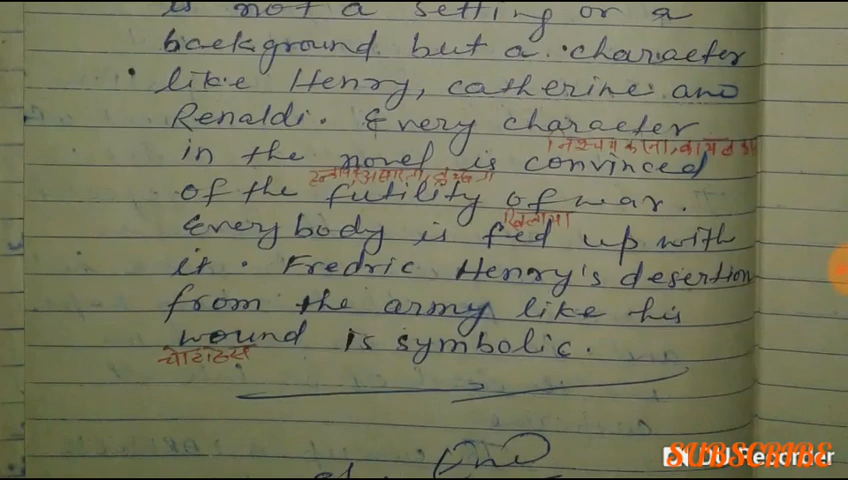 is not a setting or a
background but a character
like Henry, catherine and
Renaldi. Every character
in the novel is convinced
of the futility of war.
खिलाया
Everybody is fed up with
it. Fredric Henry's desertion
from the army like his
wound is symbolic.
SUBSCRIBE
DU Recorder